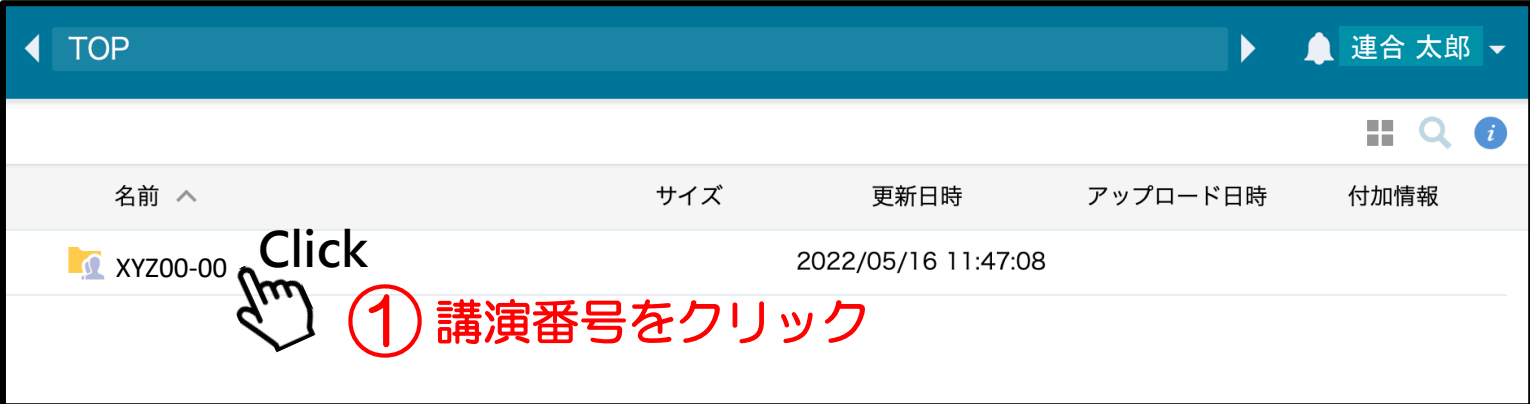 TOP
連合 太郎
名前 サイズ 更新日時 アップロード日時 付加情報
XYZ00-00 Click 2022/05/16 11:47:08
①講演番号をクリック